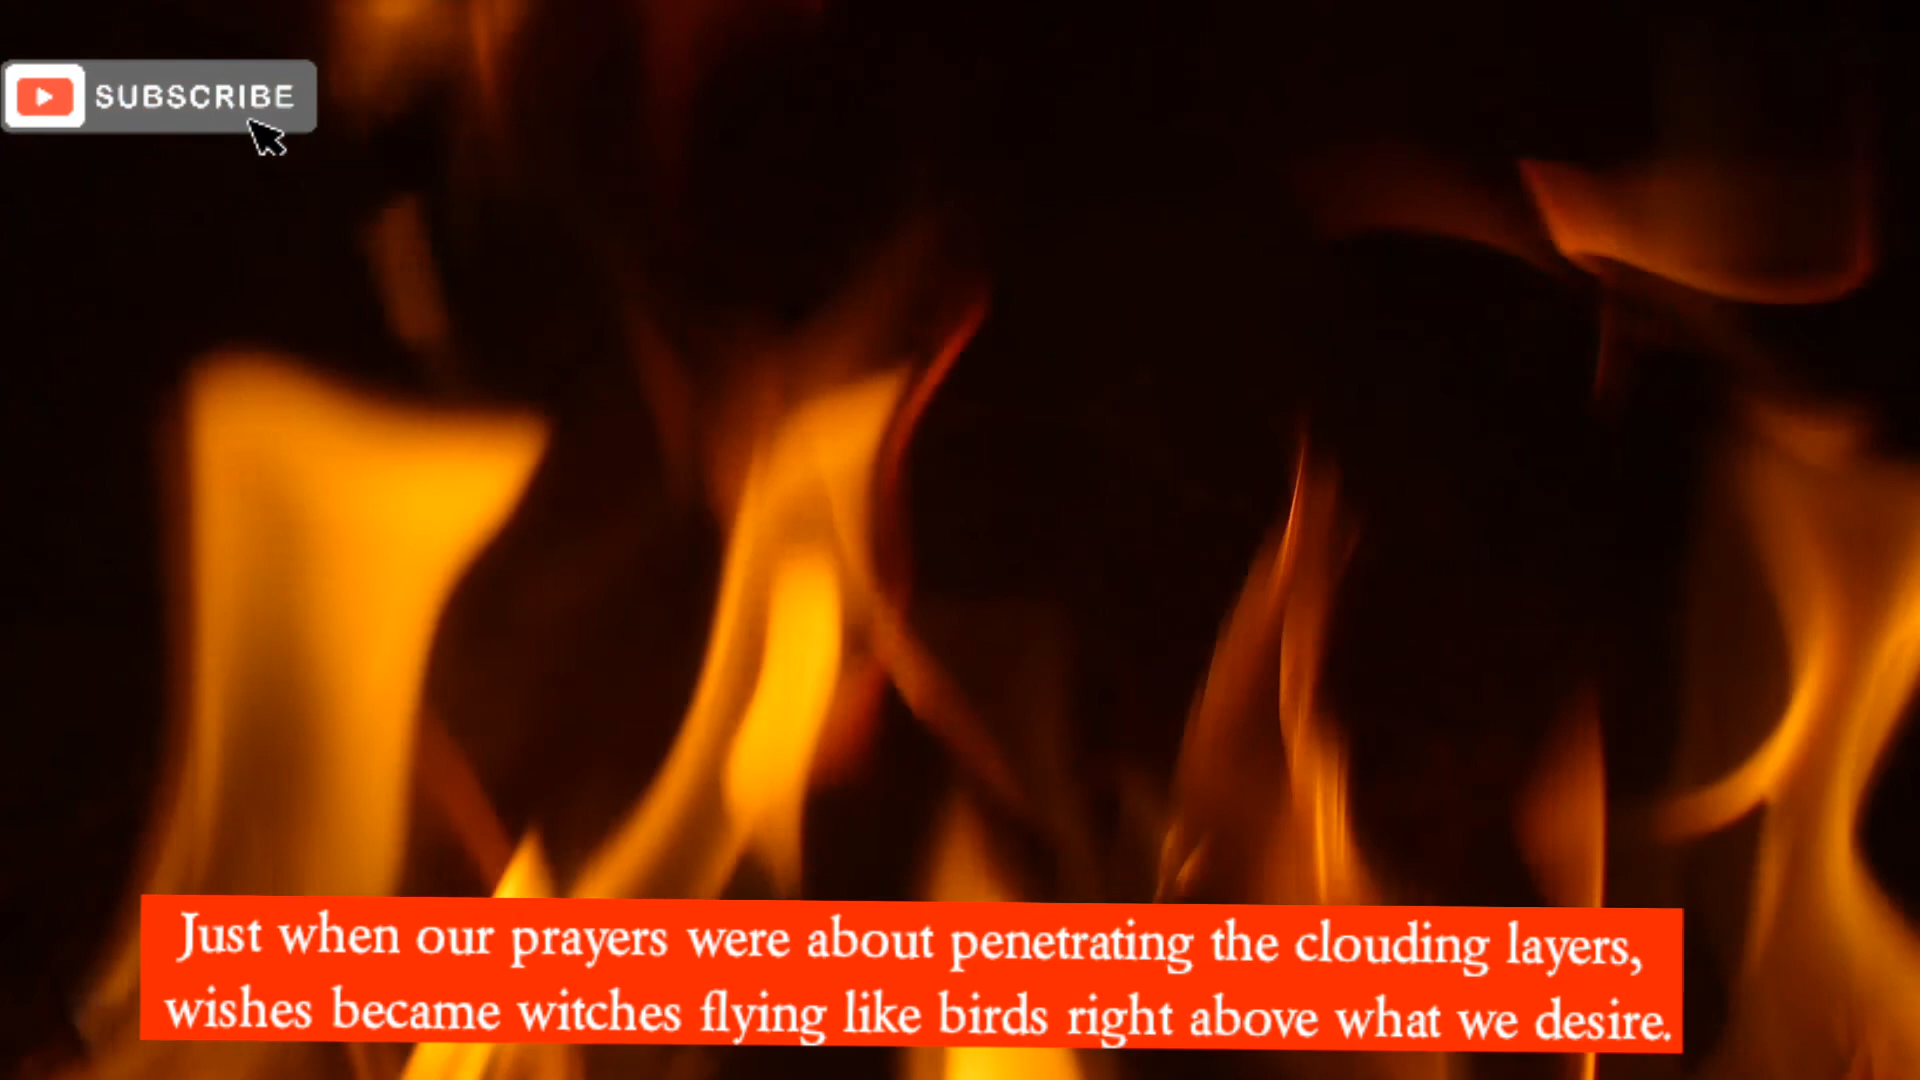 SUBSCRIBE
Just when our prayers were about penetrating the clouding layers,
wishes became witches flying like birds right above what we desire.